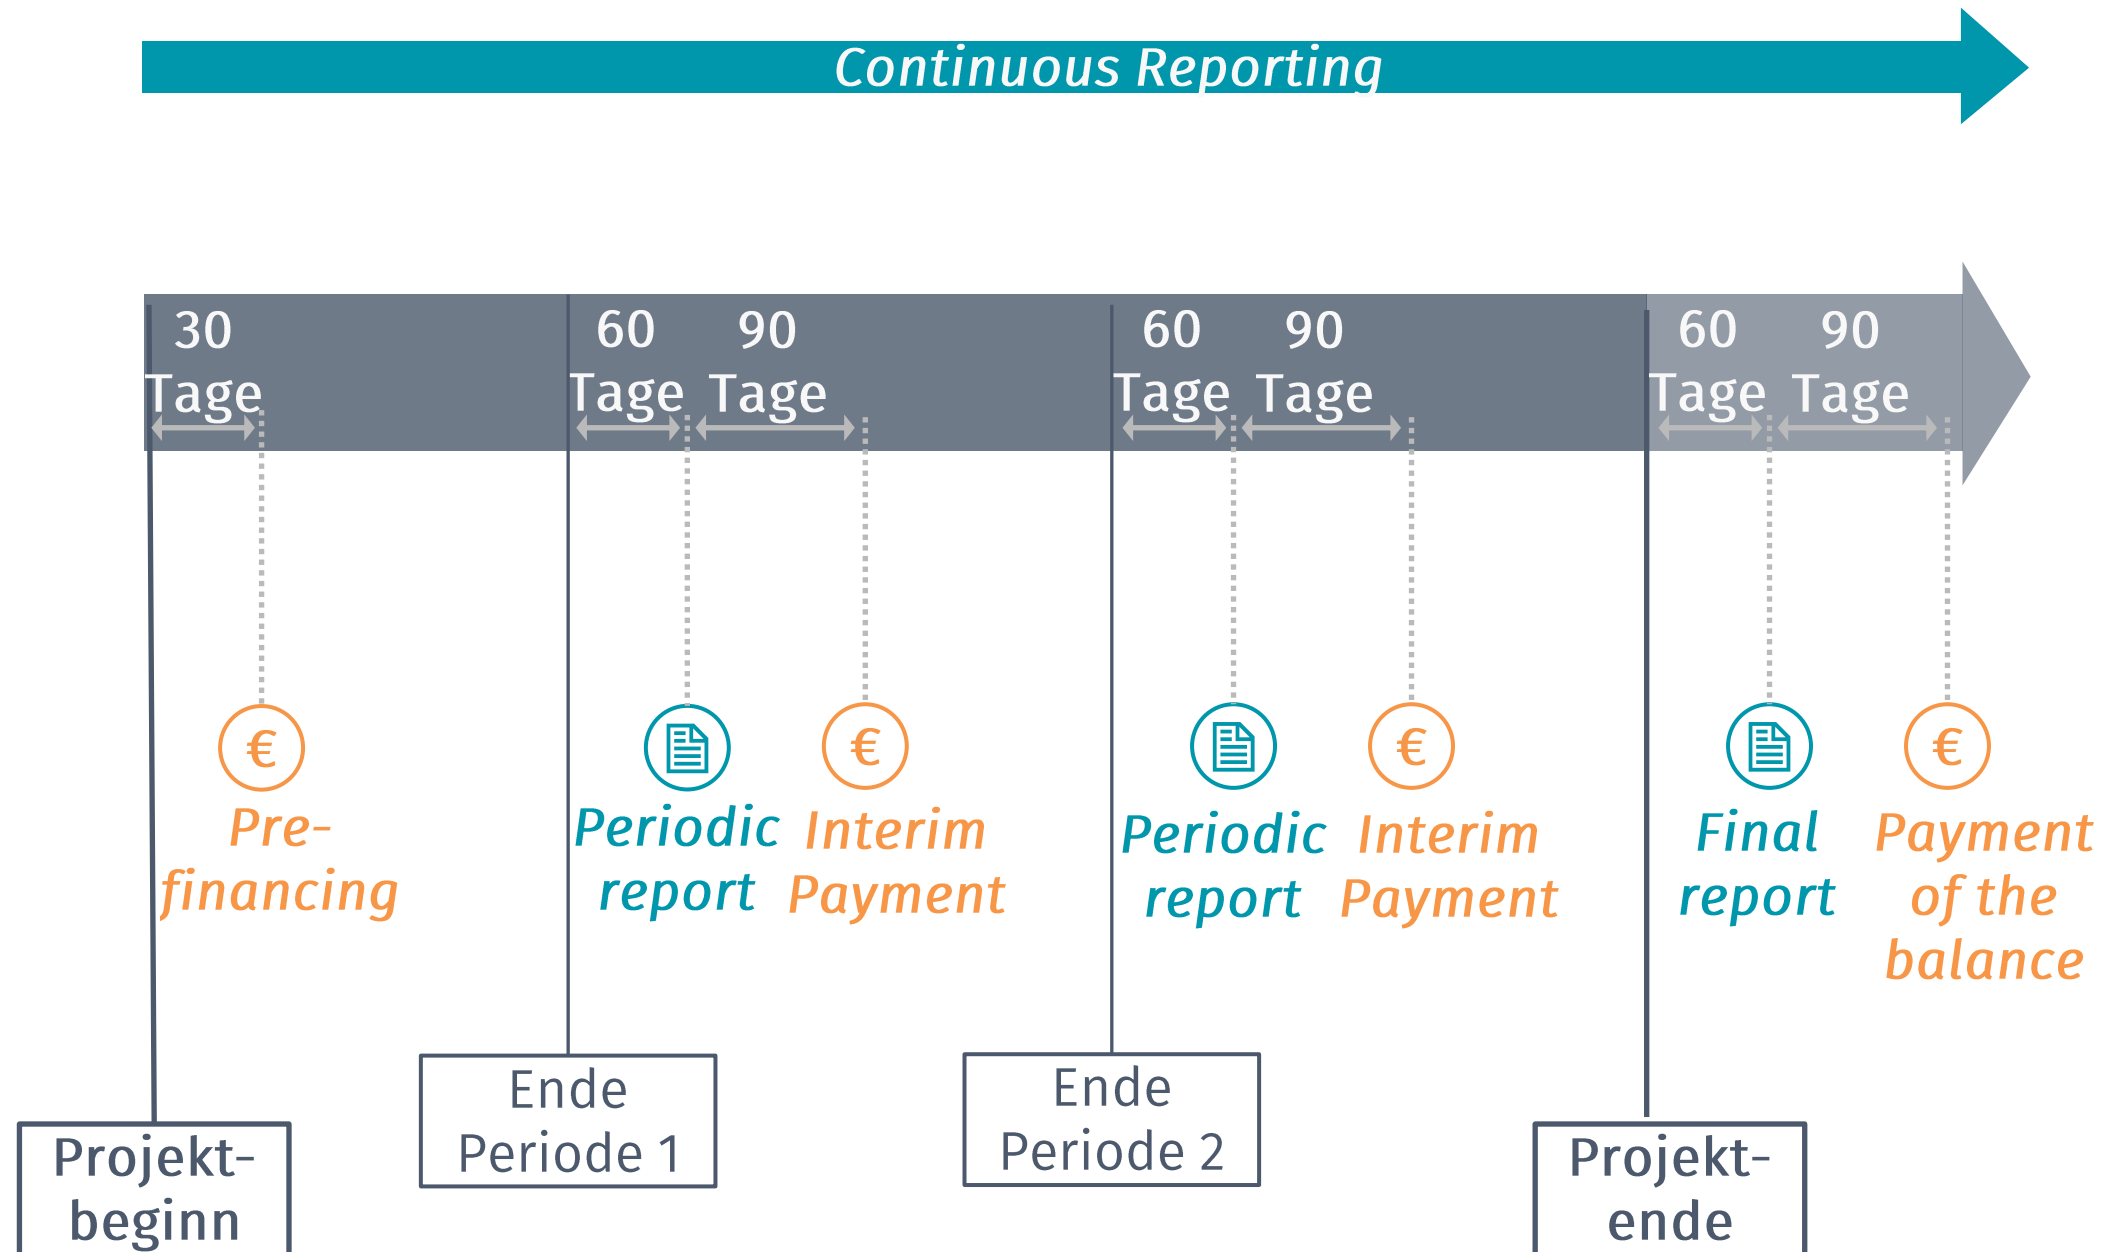 Continuous Reporting
30
Tage
60
Tage
90
Tage
60
Tage
90
Tage
60
Tage
90
Tage
€
Pre-
financing
Periodic
report
€
Interim
Payment
Periodic
report
€
Interim
Payment
Final
report
€
Payment
of the
balance
Projekt-
beginn
Ende
Periode 1
Ende
Periode 2
Projekt-
ende